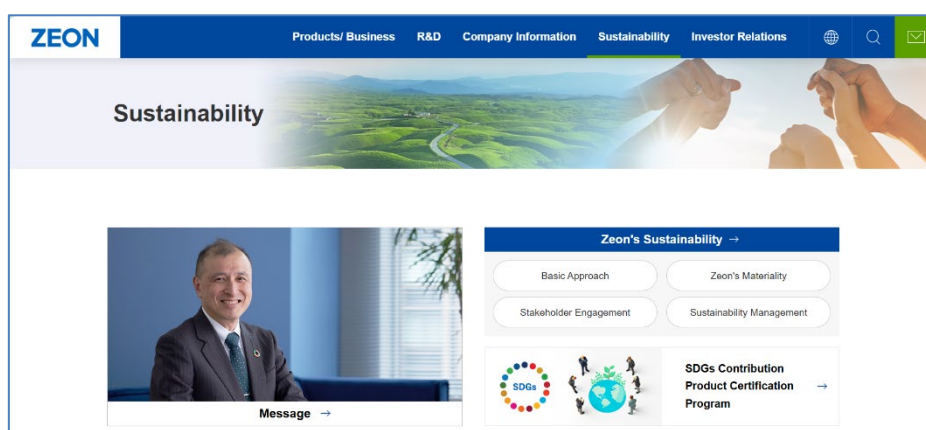 ZEON
Products/ Business R&D Company Information Sustainability Investor Relations
Sustainability
Message →
Zeon's Sustainability →
Basic Approach
Zeon's Materiality
Stakeholder Engagement
Sustainability Management
SDGs
SDGs Contribution
Product Certification →
Program